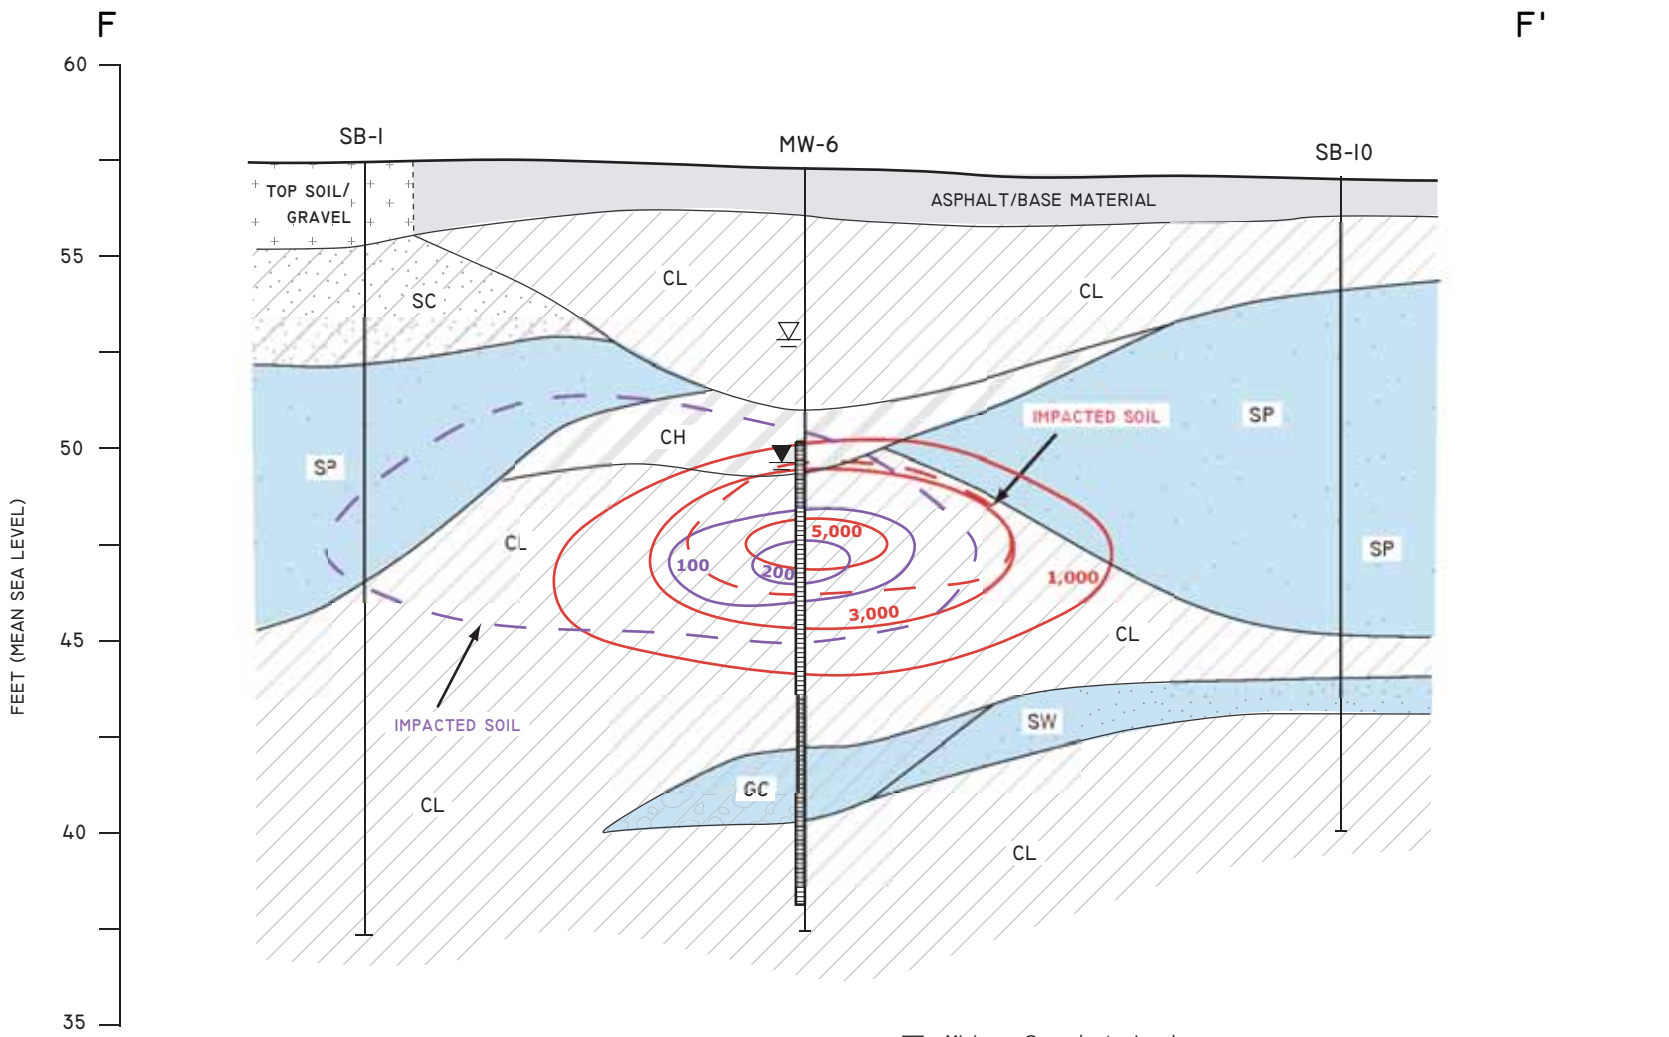 F F'
60
SB-1
MW-6
SB-10
TOP SOIL/
GRAVEL
ASPHALT/BASE MATERIAL
55
CL
CL
SC
IMPACTED SOIL
SP
50
CH
SP
FEET (MEAN SEA LEVEL)
5,000
CL
SP
100
200
1,000
3,000
45
CL
IMPACTED SOIL
SW
GC
CL
40
CL
35